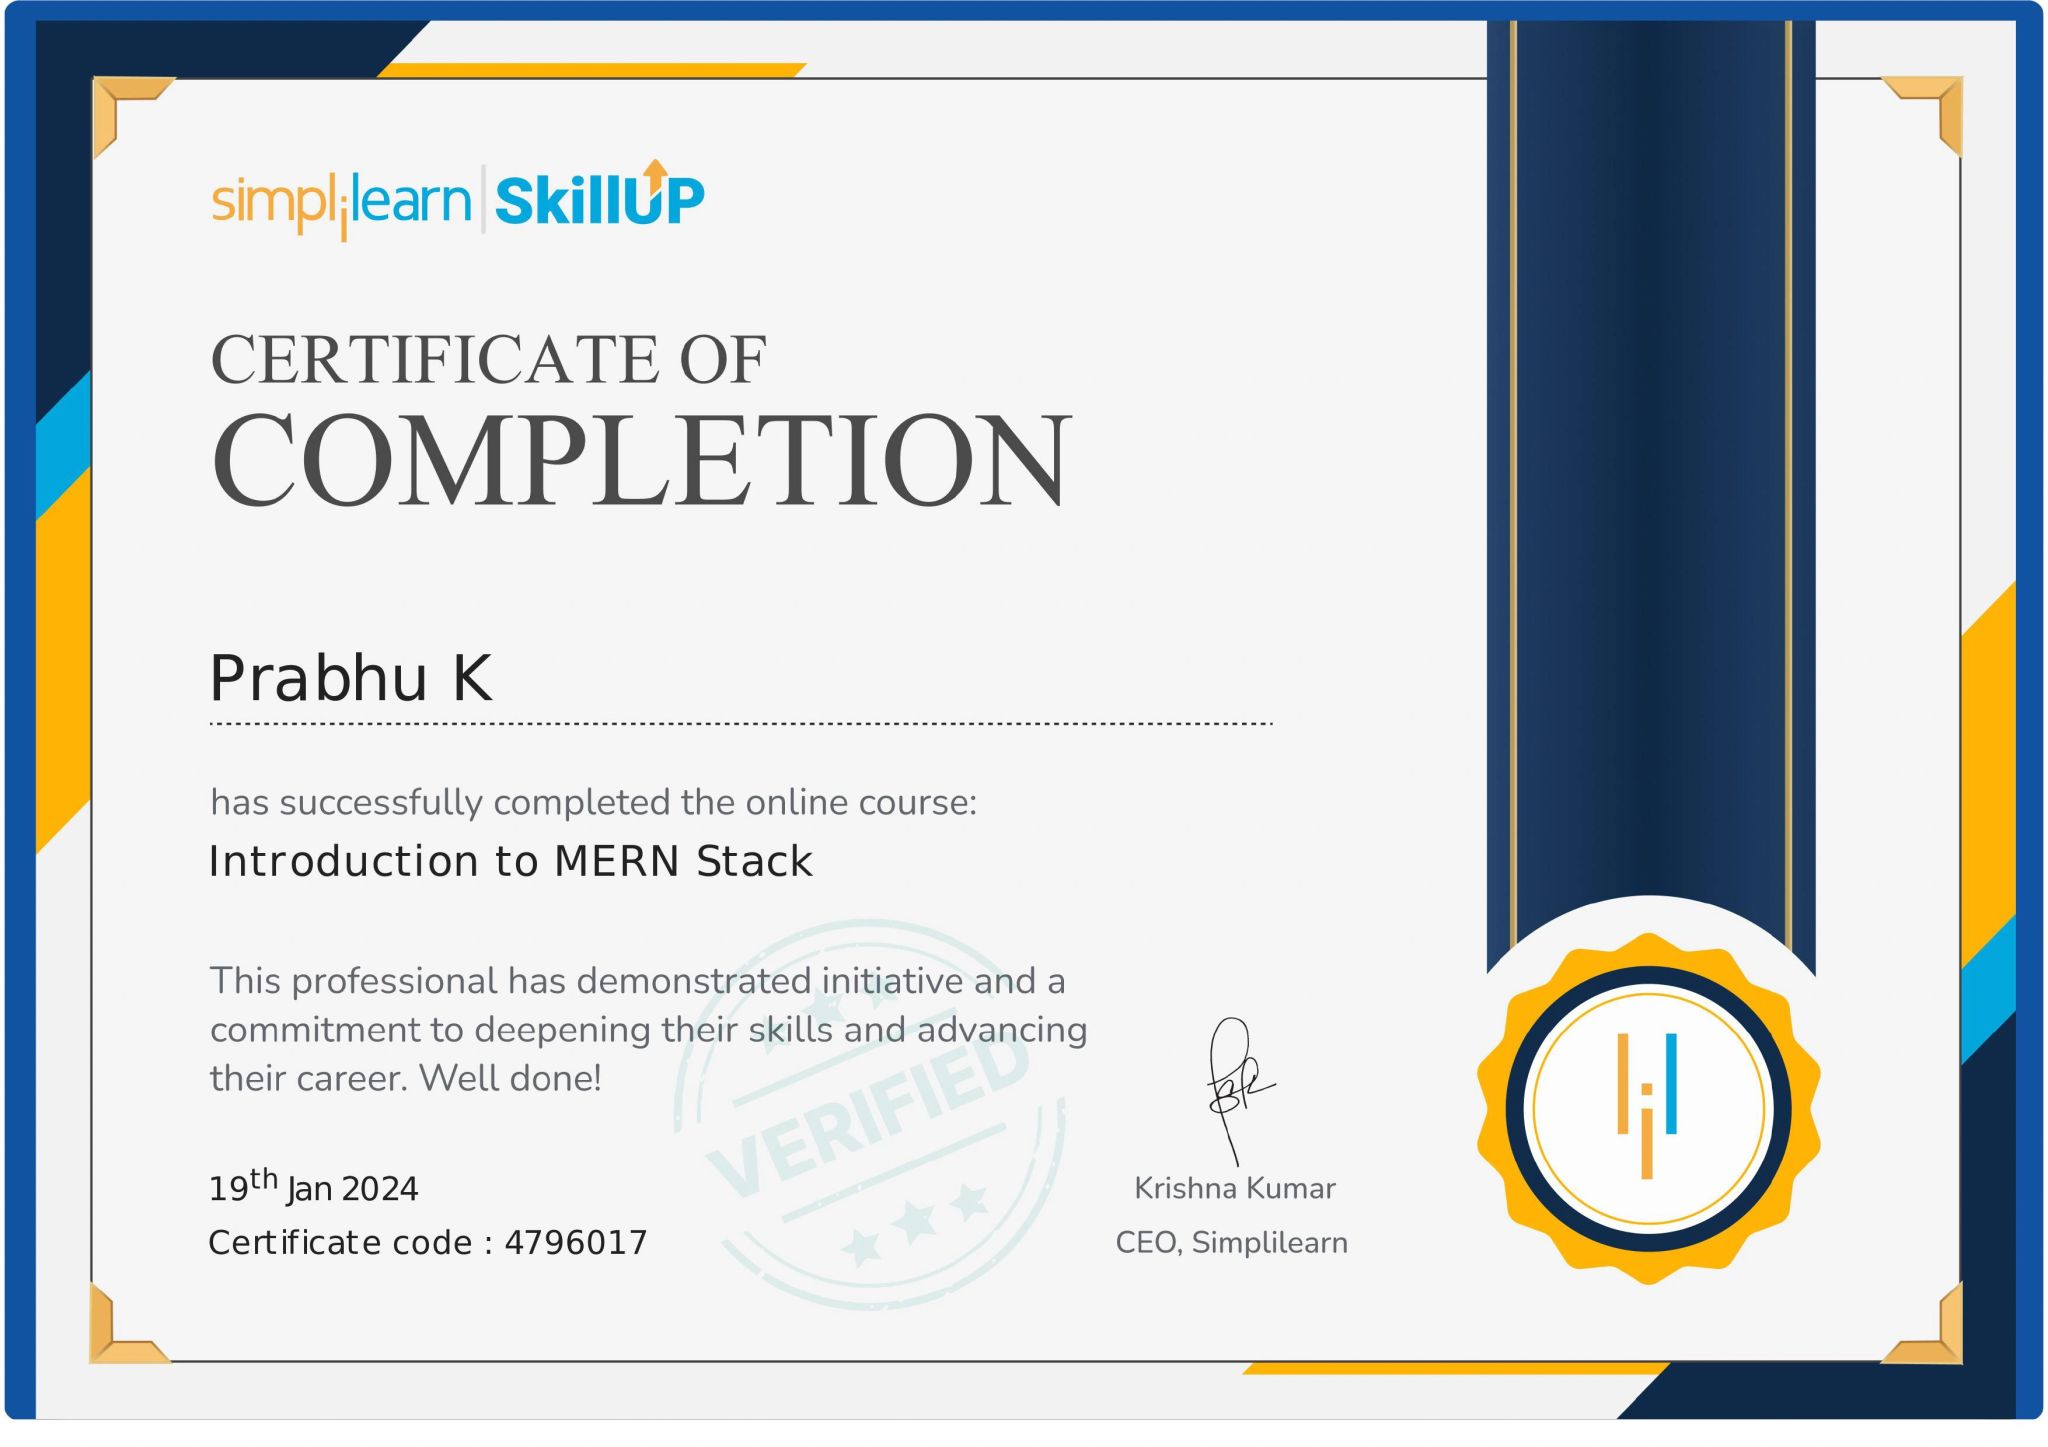 simplilearn | SkillUP
CERTIFICATE OF
COMPLETION
Prabhu K
has successfully completed the online course:
Introduction to MERN Stack
This professional has demonstrated initiative and a
commitment to deepening their skills and advancing
their career. Well done!
VERIFIED
19th Jan 2024
Certificate code : 4796017
Krishna Kumar
CEO, Simplilearn